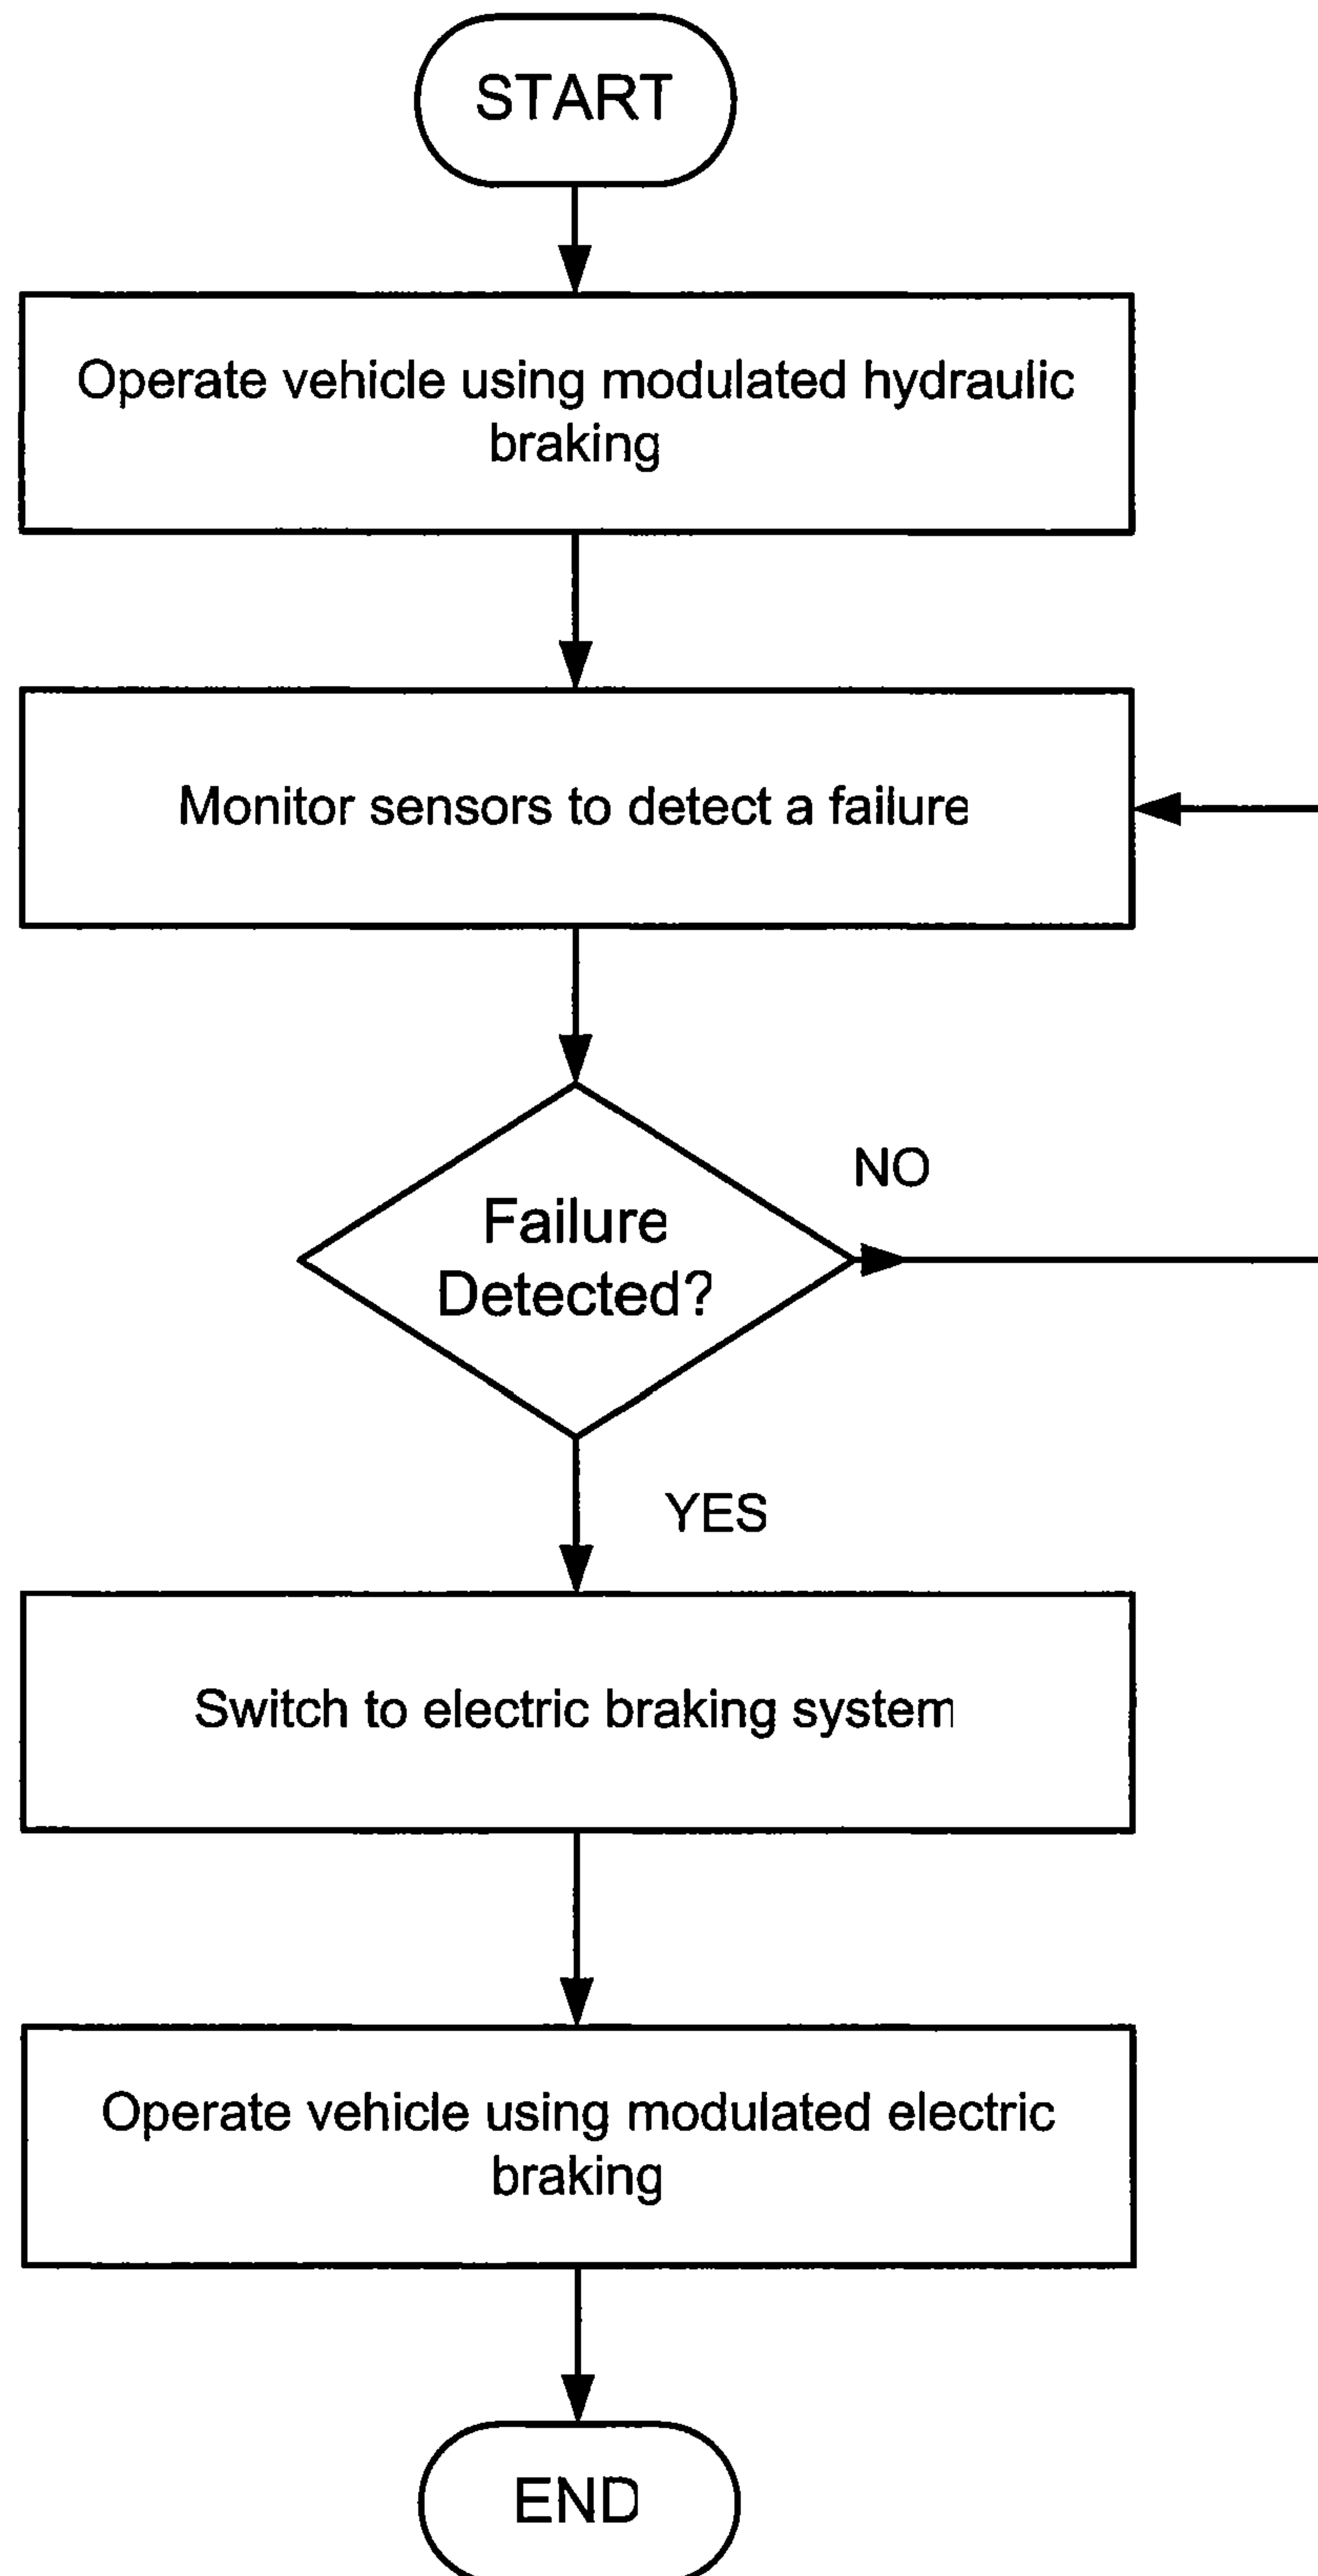 START
Operate vehicle using modulated hydraulic
braking
Monitor sensors to detect a failure
Failure
Detected?
NO
YES
Switch to electric braking system
Operate vehicle using modulated electric
braking
END